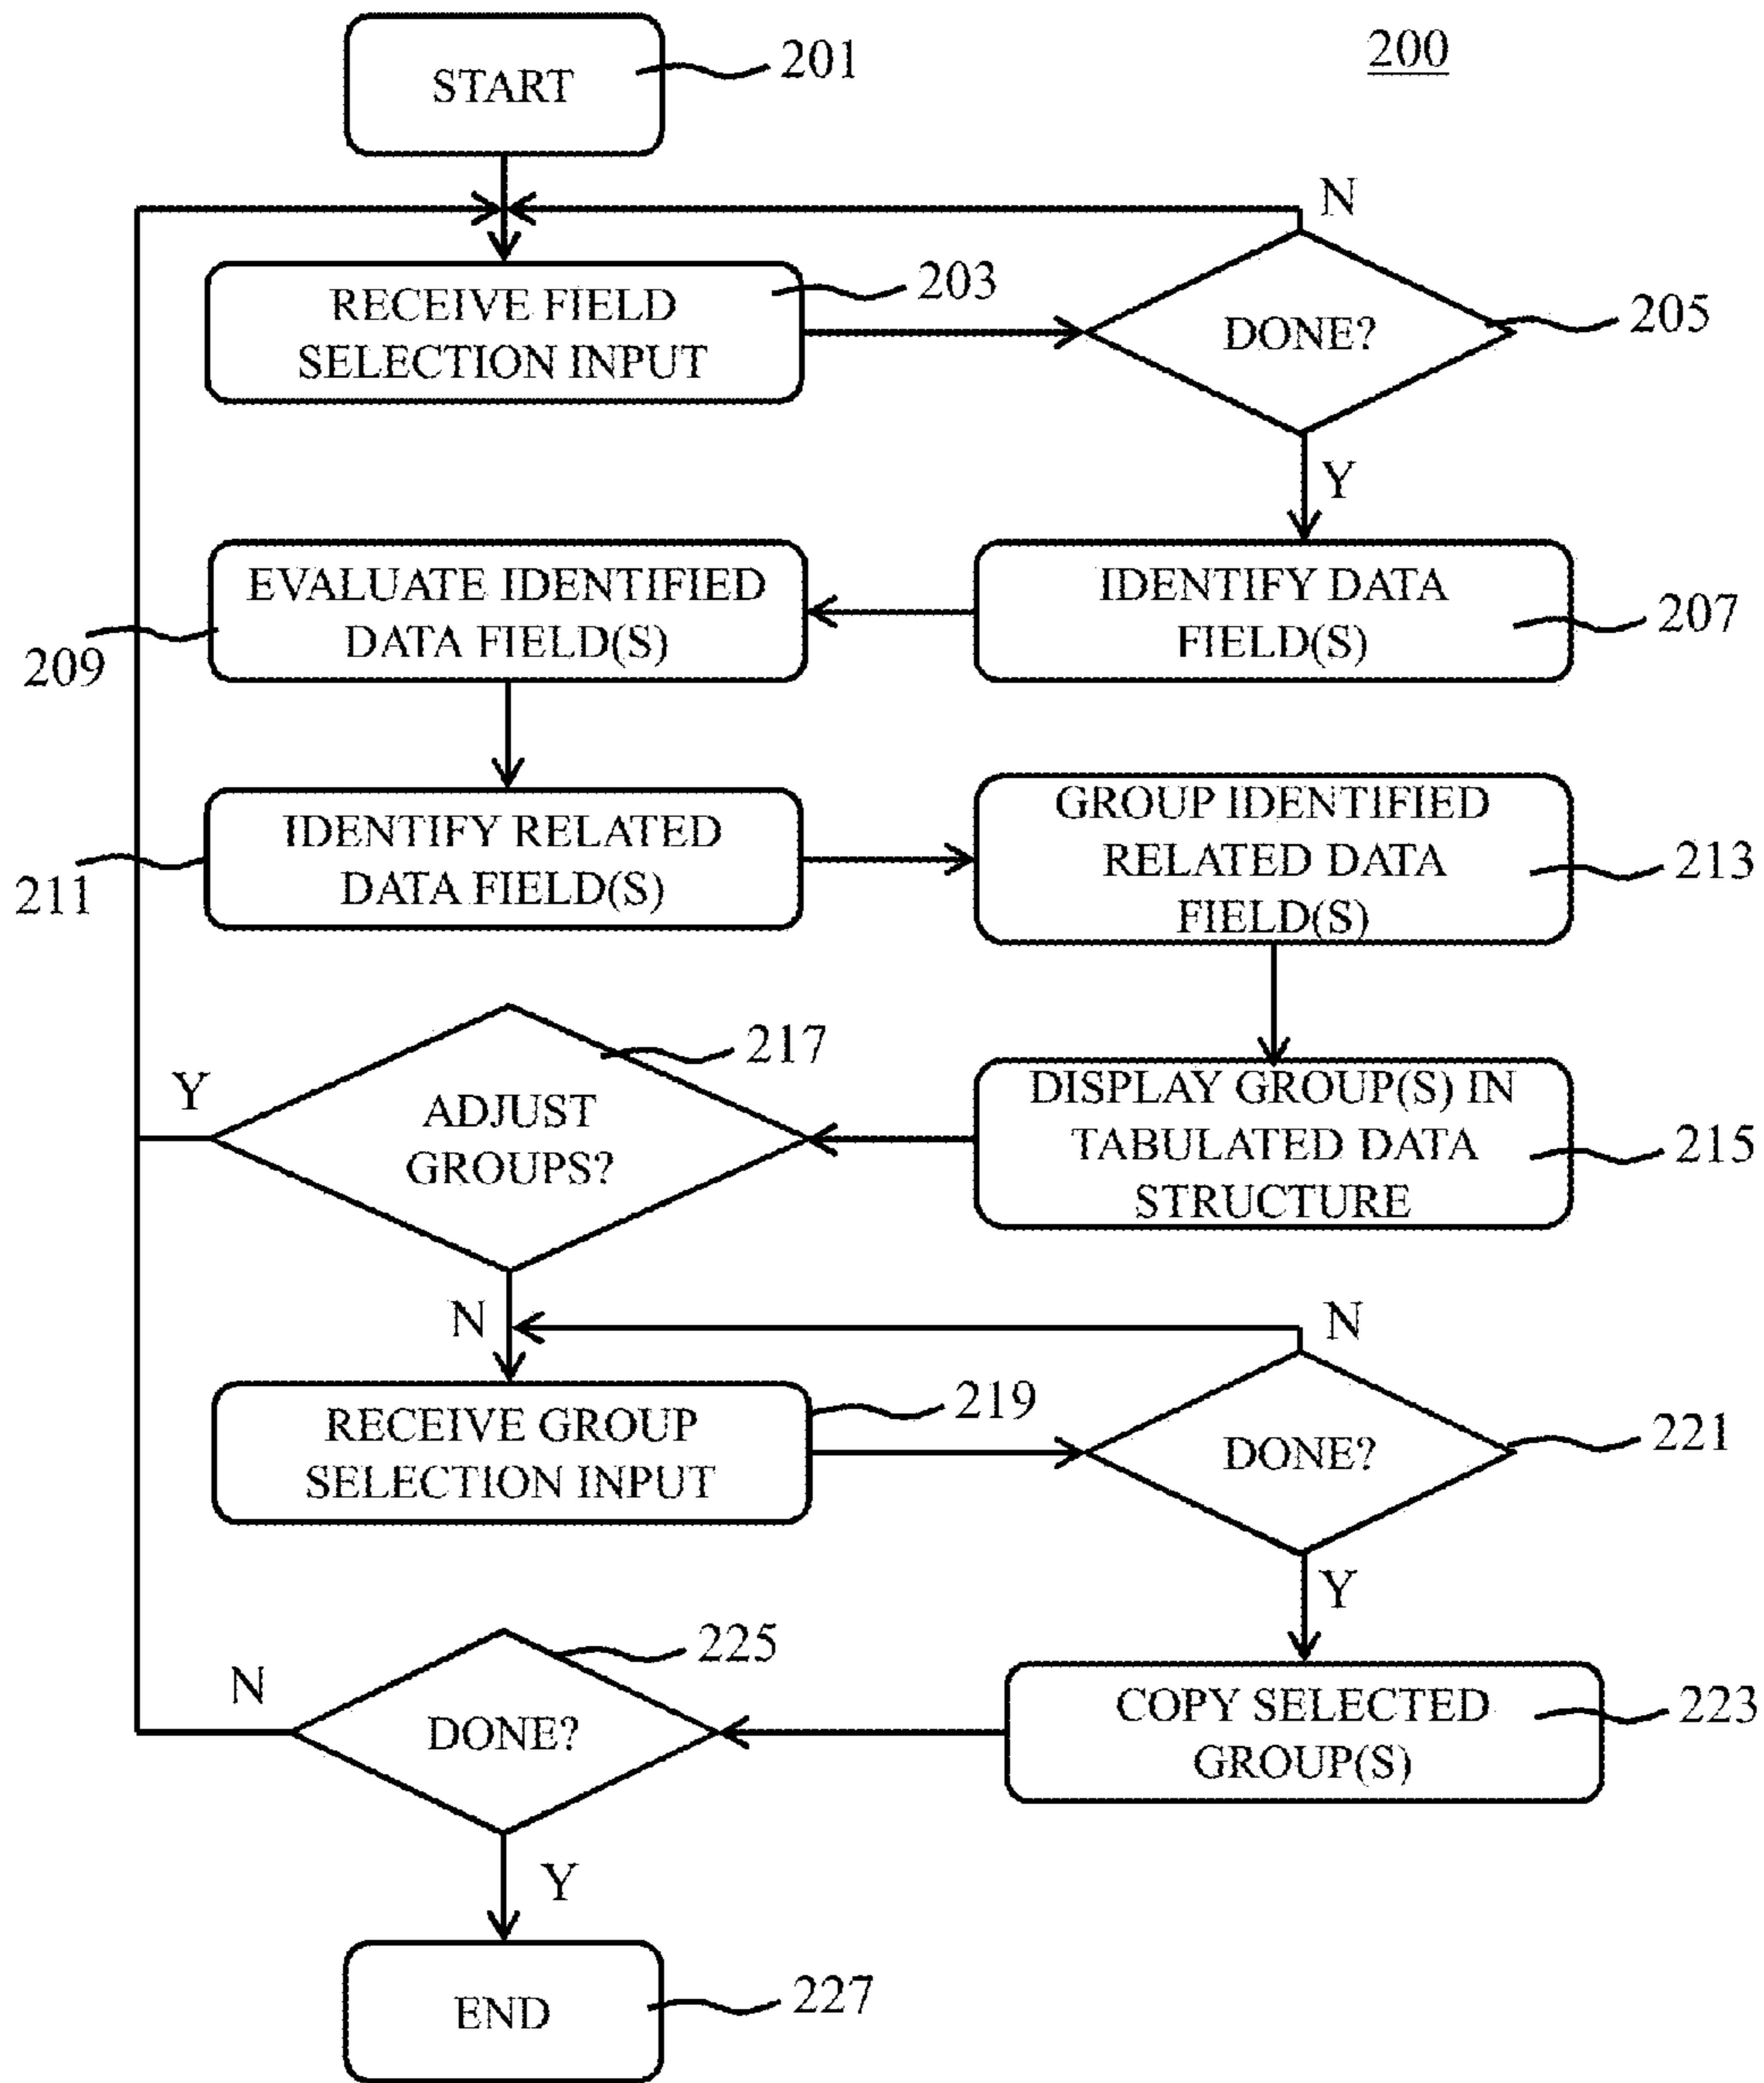 200
START
201
N
RECEIVE FIELD
SELECTION INPUT
203
DONE?
205
Y
EVALUATE IDENTIFIED
DATA FIELD(S)
209
IDENTIFY DATA
FIELD(S)
207
IDENTIFY RELATED
DATA FIELD(S)
211
GROUP IDENTIFIED
RELATED DATA
FIELD(S)
213
217
Y
ADJUST
GROUPS?
DISPLAY GROUP(S) IN
TABULATED DATA
STRUCTURE
215
N
N
RECEIVE GROUP
SELECTION INPUT
219
DONE?
221
Y
225
N
DONE?
COPY SELECTED
GROUP(S)
223
Y
END
227